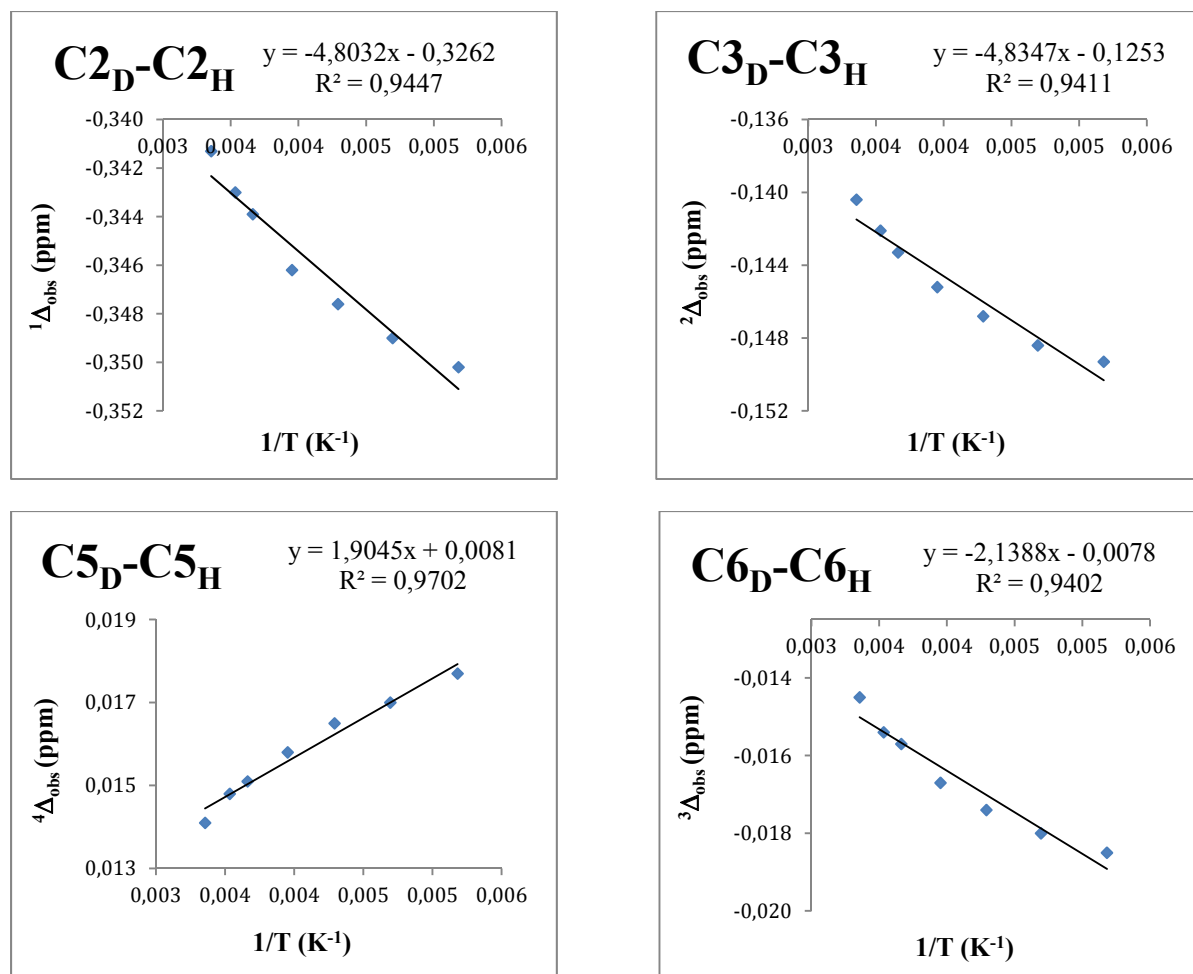 C2D-C2H
y = -4,8032x - 0,3262
R² = 0,9447
-0,340
-0,342
-0,344
-0,346
-0,348
-0,350
-0,352
0,003 0,004 0,004 0,005 0,005 0,006
¹Δobs (ppm)
1/T (K⁻¹)
C3D-C3H
y = -4,8347x - 0,1253
R² = 0,9411
-0,136
-0,140
-0,144
-0,148
-0,152
0,003 0,004 0,004 0,005 0,005 0,006
²Δobs (ppm)
1/T (K⁻¹)
C5D-C5H
y = 1,9045x + 0,0081
R² = 0,9702
0,019
0,017
0,015
0,013
0,003 0,004 0,004 0,005 0,005 0,006
⁴Δobs (ppm)
1/T (K⁻¹)
C6D-C6H
y = -2,1388x - 0,0078
R² = 0,9402
0,003 0,004 0,004 0,005 0,005 0,006
-0,014
-0,016
-0,018
-0,020
³Δobs (ppm)
1/T (K⁻¹)